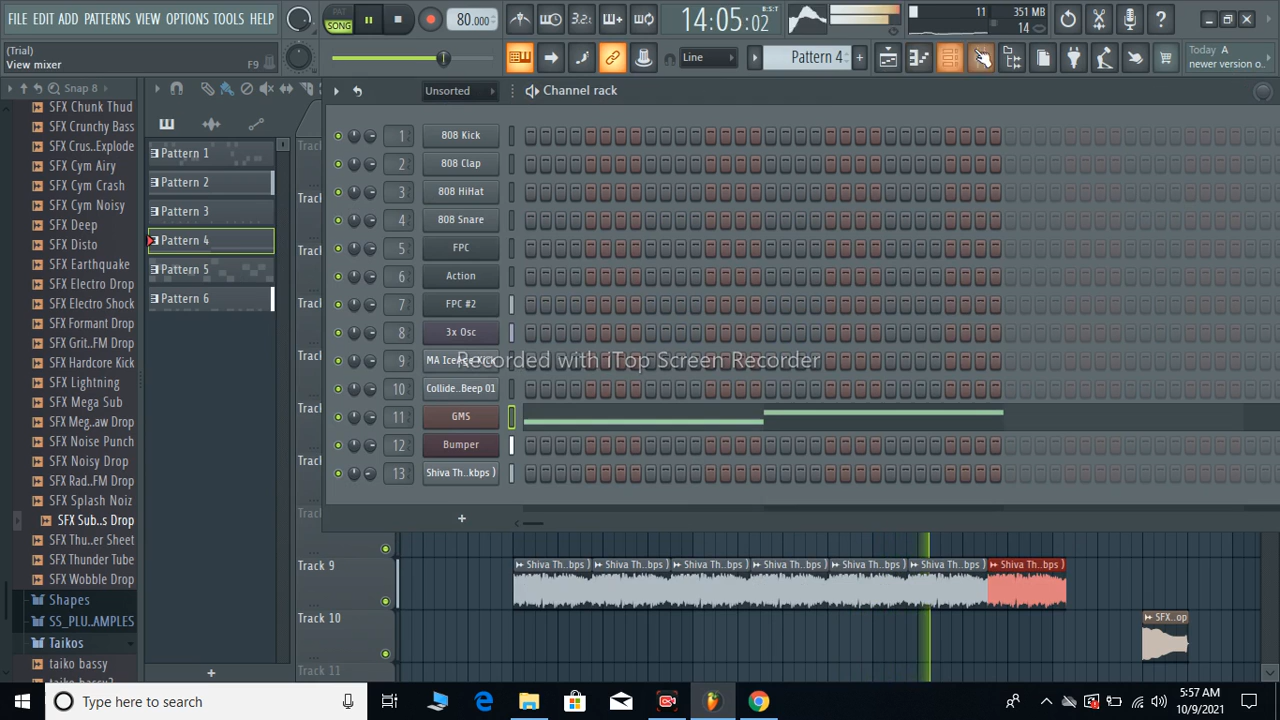 FILE EDIT ADD PATTERNS VIEW OPTIONS TOOLS HELP
PAT
SONG
80.000
3.2
14:05:02
B:S:T
11
351 MB
14
(Trial)
View mixer
F9
Line
Pattern 4
Today A
newer version o..
Snap 8
Unsorted
Channel rack
SFX Chunk Thud
SFX Crunchy Bass
SFX Crus..Explode
SFX Cym Airy
SFX Cym Crash
SFX Cym Noisy
SFX Deep
SFX Disto
SFX Earthquake
SFX Electro Drop
SFX Electro Shock
SFX Formant Drop
SFX Grit..FM Drop
SFX Hardcore Kick
SFX Lightning
SFX Mega Sub
SFX Meg..aw Drop
SFX Noise Punch
SFX Noisy Drop
SFX Rad..FM Drop
SFX Splash Noiz
SFX Sub..s Drop
SFX Thu..er Sheet
SFX Thunder Tube
SFX Wobble Drop
Shapes
SS_PLU..AMPLES
Taikos
taiko bassy
taiko bassy2
Pattern 1
Pattern 2
Pattern 3
Pattern 4
Pattern 5
Pattern 6
Track
Track
Track
Track
Track
Track
Track
Track
1 808 Kick
2 808 Clap
3 808 HiHat
4 808 Snare
5 FPC
6 Action
7 FPC #2
8 3x Osc
9
10 Collide..Beep 01
11 GMS
12 Bumper
13 Shiva Th..kbps )
Recorded with iTop Screen Recorder
Track 9
Shiva Th..bps ) Shiva Th..bps ) Shiva Th..bps ) Shiva Th..bps ) Shiva Th..bps ) Shiva Th..bps ) Shiva Th..bps )
Track 10
SFX..op
Track 11
Type here to search
5:57 AM
10/9/2021